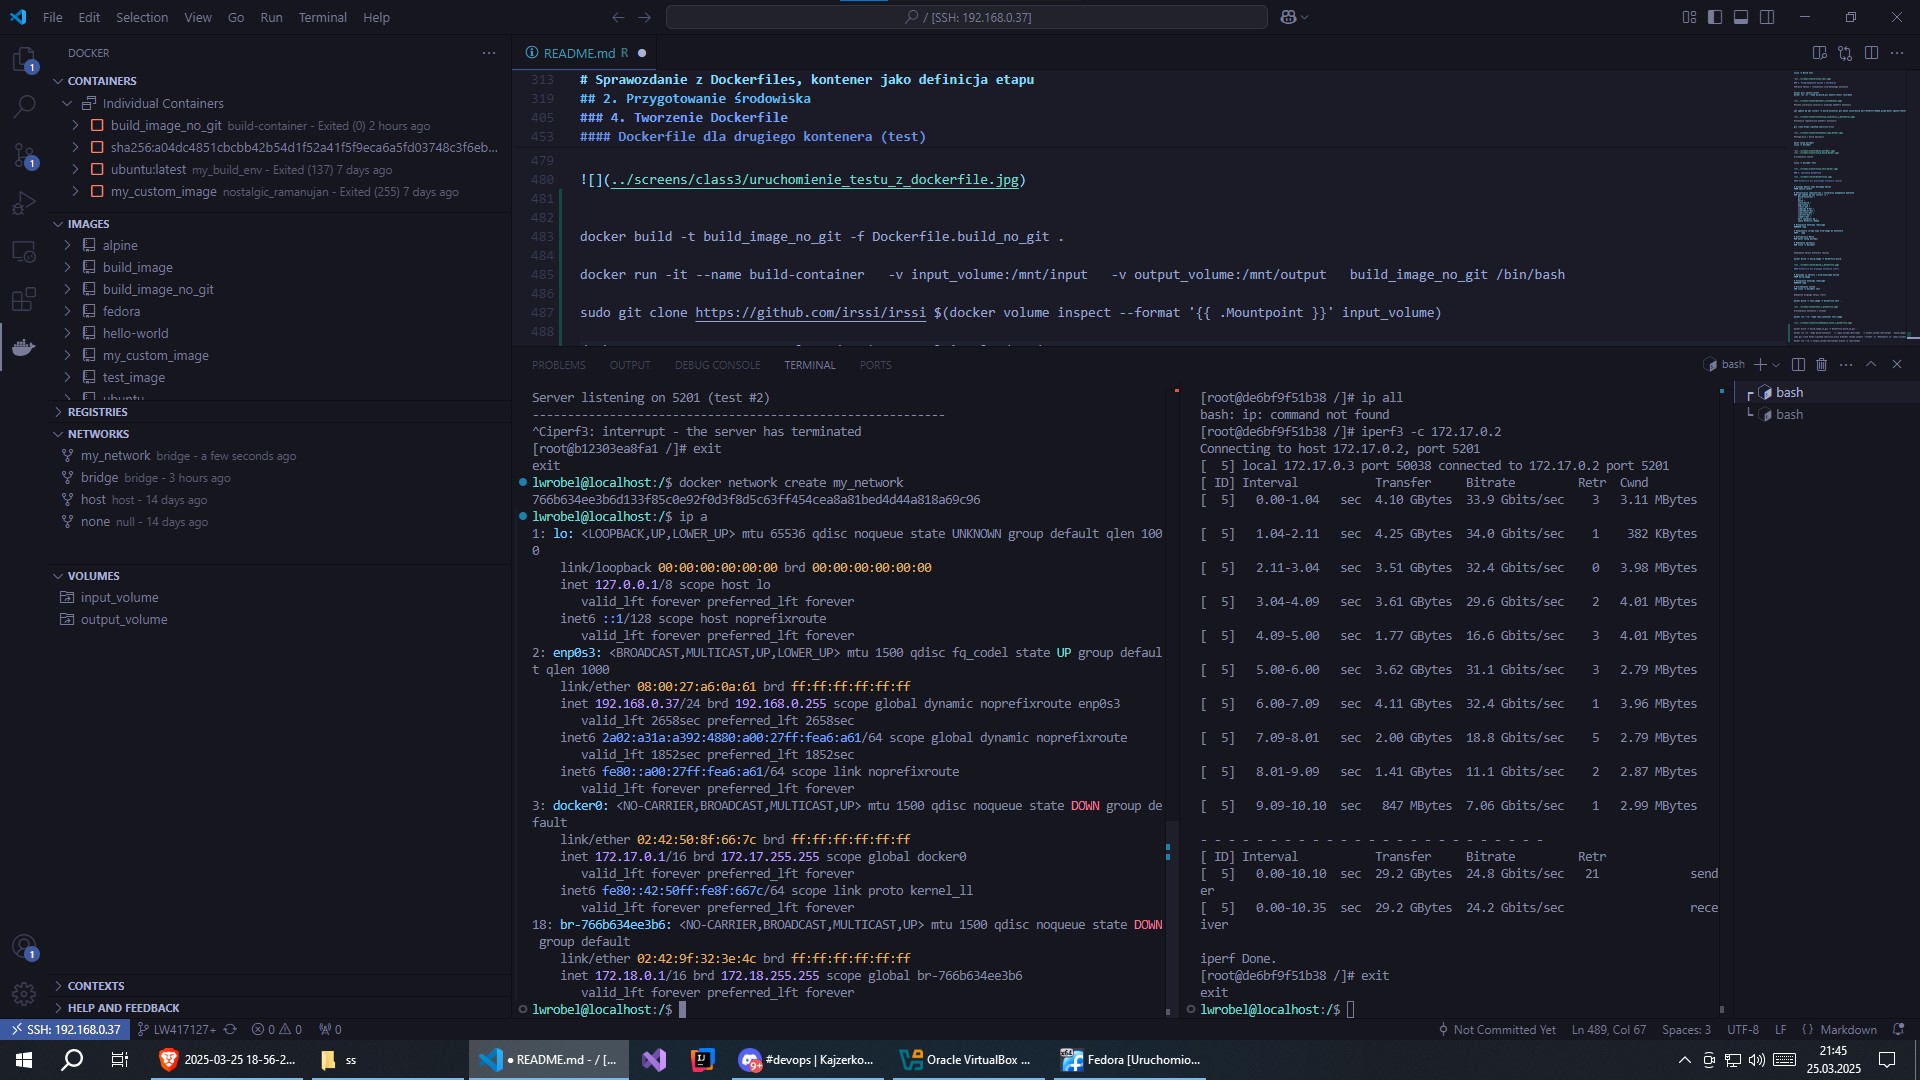 File Edit Selection View Go Run Terminal Help
/ [SSH: 192.168.0.37]
DOCKER
CONTAINERS
Individual Containers
build_image_no_git build-container - Exited (0) 2 hours ago
sha256:a04dc4851cbcbb42b54d1f52a41f5f9eca6a5fd03748c3f6eb...
ubuntu:latest my_build_env - Exited (137) 7 days ago
my_custom_image nostalgic_ramanujan - Exited (255) 7 days ago
IMAGES
alpine
build_image
build_image_no_git
fedora
hello-world
my_custom_image
test_image
ubuntu
REGISTRIES
NETWORKS
my_network bridge - a few seconds ago
bridge bridge - 3 hours ago
host host - 14 days ago
none null - 14 days ago
VOLUMES
input_volume
output_volume
CONTEXTS
HELP AND FEEDBACK
README.md R
313 # Sprawozdanie z Dockerfiles, kontener jako definicja etapu
319 ## 2. Przygotowanie środowiska
405 ### 4. Tworzenie Dockerfile
453 #### Dockerfile dla drugiego kontenera (test)
479
480 ![](../screens/class3/uruchomienie_testu_z_dockerfile.jpg)
481
482
483 docker build -t build_image_no_git -f Dockerfile.build_no_git .
484
485 docker run -it --name build-container   -v input_volume:/mnt/input   -v output_volume:/mnt/output   build_image_no_git /bin/bash
486
487 sudo git clone https://github.com/irssi/irssi $(docker volume inspect --format '{{ .Mountpoint }}' input_volume)
488
PROBLEMS OUTPUT DEBUG CONSOLE TERMINAL PORTS
bash
Server listening on 5201 (test #2)
-----------------------------------------------------------
^Ciperf3: interrupt - the server has terminated
[root@b12303ea8fa1 /]# exit
exit
lwrobel@localhost:/$ docker network create my_network
766b634ee3b6d133f85c0e92f0d3f8d5c63ff454cea8a81bed4d44a818a69c96
lwrobel@localhost:/$ ip a
1: lo: <LOOPBACK,UP,LOWER_UP> mtu 65536 qdisc noqueue state UNKNOWN group default qlen 100
0
link/loopback 00:00:00:00:00:00 brd 00:00:00:00:00:00
inet 127.0.0.1/8 scope host lo
valid_lft forever preferred_lft forever
inet6 ::1/128 scope host noprefixroute
valid_lft forever preferred_lft forever
2: enp0s3: <BROADCAST,MULTICAST,UP,LOWER_UP> mtu 1500 qdisc fq_codel state UP group defaul
t qlen 1000
link/ether 08:00:27:a6:0a:61 brd ff:ff:ff:ff:ff:ff
inet 192.168.0.37/24 brd 192.168.0.255 scope global dynamic noprefixroute enp0s3
valid_lft 2658sec preferred_lft 2658sec
inet6 2a02:a31a:a392:4880:a00:27ff:fea6:a61/64 scope global dynamic noprefixroute
valid_lft 1852sec preferred_lft 1852sec
inet6 fe80::a00:27ff:fea6:a61/64 scope link noprefixroute
valid_lft forever preferred_lft forever
3: docker0: <NO-CARRIER,BROADCAST,MULTICAST,UP> mtu 1500 qdisc noqueue state DOWN group de
fault
link/ether 02:42:50:8f:66:7c brd ff:ff:ff:ff:ff:ff
inet 172.17.0.1/16 brd 172.17.255.255 scope global docker0
valid_lft forever preferred_lft forever
inet6 fe80::42:50ff:fe8f:667c/64 scope link proto kernel_ll
valid_lft forever preferred_lft forever
18: br-766b634ee3b6: <NO-CARRIER,BROADCAST,MULTICAST,UP> mtu 1500 qdisc noqueue state DOWN
group default
link/ether 02:42:9f:32:3e:4c brd ff:ff:ff:ff:ff:ff
inet 172.18.0.1/16 brd 172.18.255.255 scope global br-766b634ee3b6
valid_lft forever preferred_lft forever
lwrobel@localhost:/$
[root@de6bf9f51b38 /]# ip all
bash: ip: command not found
[root@de6bf9f51b38 /]# iperf3 -c 172.17.0.2
Connecting to host 172.17.0.2, port 5201
[  5] local 172.17.0.3 port 50038 connected to 172.17.0.2 port 5201
[ ID] Interval Transfer Bitrate Retr Cwnd
[  5] 0.00-1.04 sec 4.10 GBytes 33.9 Gbits/sec 3 3.11 MBytes
[  5] 1.04-2.11 sec 4.25 GBytes 34.0 Gbits/sec 1 382 KBytes
[  5] 2.11-3.04 sec 3.51 GBytes 32.4 Gbits/sec 0 3.98 MBytes
[  5] 3.04-4.09 sec 3.61 GBytes 29.6 Gbits/sec 2 4.01 MBytes
[  5] 4.09-5.00 sec 1.77 GBytes 16.6 Gbits/sec 3 4.01 MBytes
[  5] 5.00-6.00 sec 3.62 GBytes 31.1 Gbits/sec 3 2.79 MBytes
[  5] 6.00-7.09 sec 4.11 GBytes 32.4 Gbits/sec 1 3.96 MBytes
[  5] 7.09-8.01 sec 2.00 GBytes 18.8 Gbits/sec 5 2.79 MBytes
[  5] 8.01-9.09 sec 1.41 GBytes 11.1 Gbits/sec 2 2.87 MBytes
[  5] 9.09-10.10 sec 847 MBytes 7.06 Gbits/sec 1 2.99 MBytes
- - - - - - - - - - - - - - - - - - - - - - - - -
[ ID] Interval Transfer Bitrate Retr
[  5] 0.00-10.10 sec 29.2 GBytes 24.8 Gbits/sec 21 send
er
[  5] 0.00-10.35 sec 29.2 GBytes 24.2 Gbits/sec rece
iver
iperf Done.
[root@de6bf9f51b38 /]# exit
exit
lwrobel@localhost:/$
bash
bash
SSH: 192.168.0.37 LW417127+ 0 0 0
Not Committed Yet Ln 489, Col 67 Spaces: 3 UTF-8 LF {} Markdown
2025-03-25 18-56-2... ss README.md - / [... #devops | Kajzerko... Oracle VirtualBox ... Fedora [Uruchomio...
21:45
25.03.2025